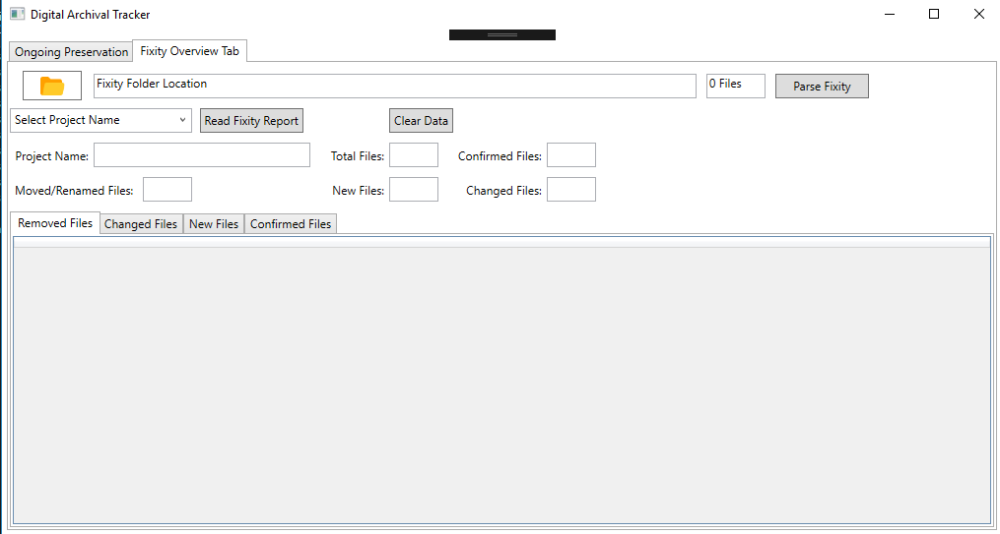 Digital Archival Tracker
Ongoing Preservation Fixity Overview Tab
Fixity Folder Location 0 Files Parse Fixity
Select Project Name Read Fixity Report Clear Data
Project Name: Total Files: Confirmed Files:
Moved/Renamed Files: New Files: Changed Files:
Removed Files Changed Files New Files Confirmed Files